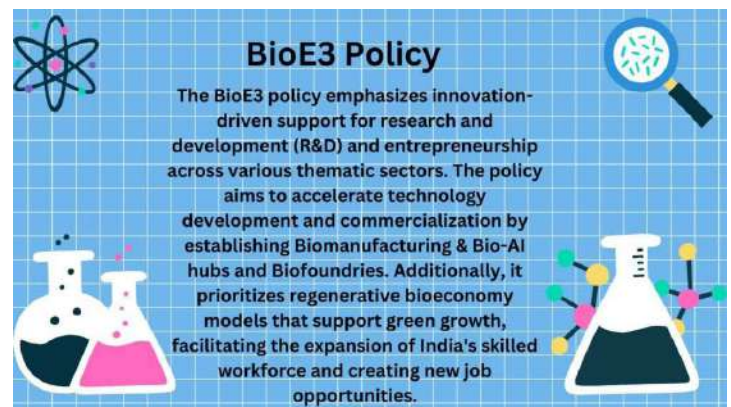 BioE3 Policy
The BioE3 policy emphasizes innovation-
driven support for research and
development (R&D) and entrepreneurship
across various thematic sectors. The policy
aims to accelerate technology
development and commercialization by
establishing Biomanufacturing & Bio-AI
hubs and Biofoundries. Additionally, it
prioritizes regenerative bioeconomy
models that support green growth,
facilitating the expansion of India's skilled
workforce and creating new job
opportunities.